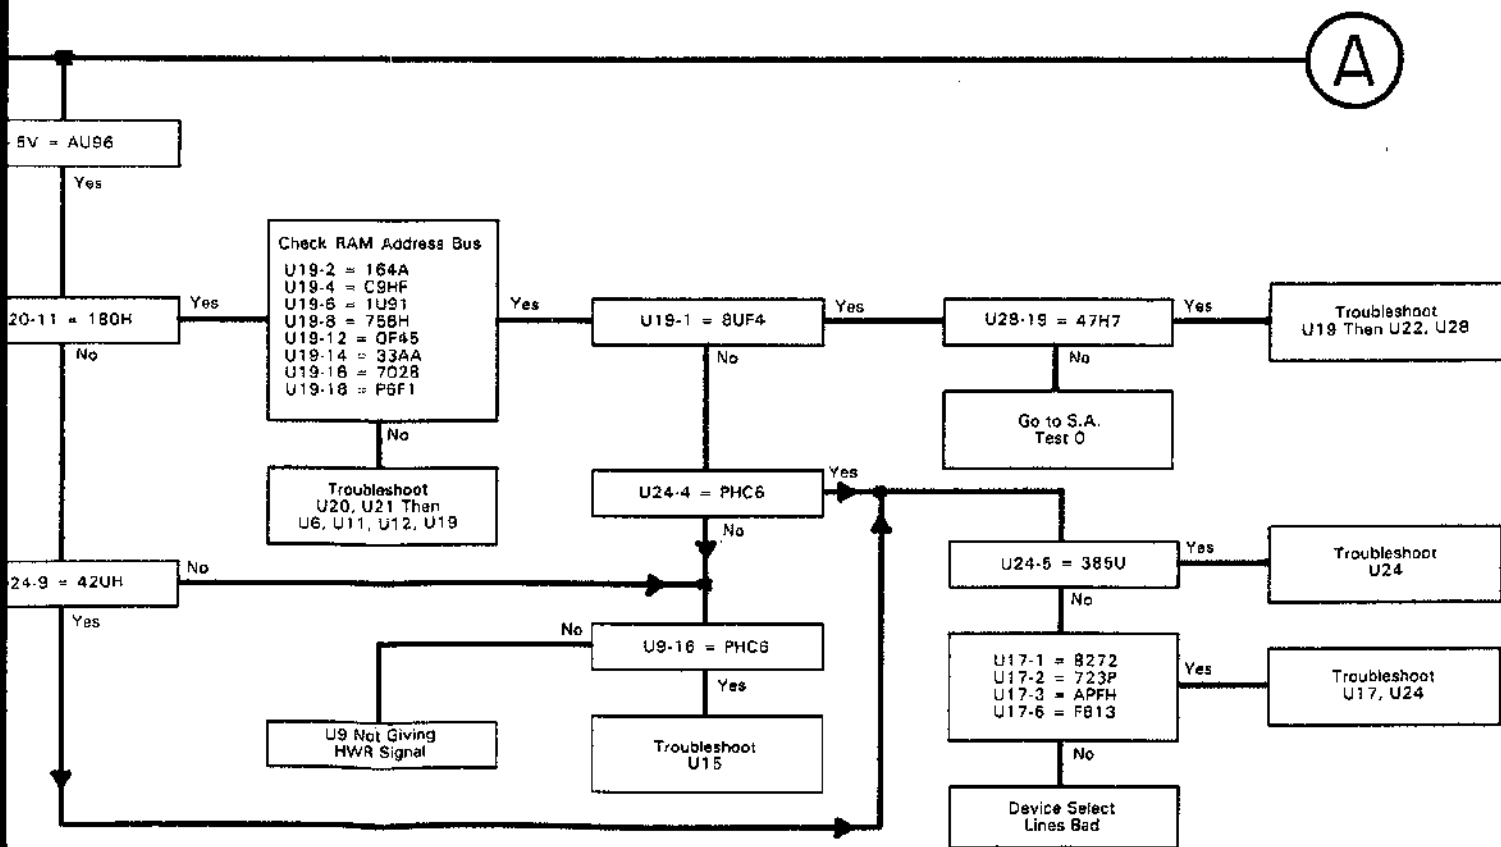 A
5V = AU96
Yes
20-11 = 180H
Yes
No
Check RAM Address Bus
U19-2 = 164A
U19-4 = C9HF
U19-6 = 1U91
U19-8 = 756H
U19-12 = 0F45
U19-14 = 33AA
U19-16 = 7028
U19-18 = P6F1
Yes
No
Troubleshoot
U20, U21 Then
U6, U11, U12, U19
U19-1 = 8UF4
Yes
No
U28-19 = 47H7
Yes
No
Troubleshoot
U19 Then U22, U28
Go to S.A.
Test 0
U24-4 = PHC6
Yes
No
24-9 = 42UH
No
Yes
U24-5 = 385U
Yes
No
Troubleshoot
U24
U9-16 = PHC6
No
Yes
U9 Not Giving
HWR Signal
Troubleshoot
U15
U17-1 = 8272
U17-2 = 723P
U17-3 = APFH
U17-6 = F813
Yes
No
Troubleshoot
U17, U24
Device Select
Lines Bad